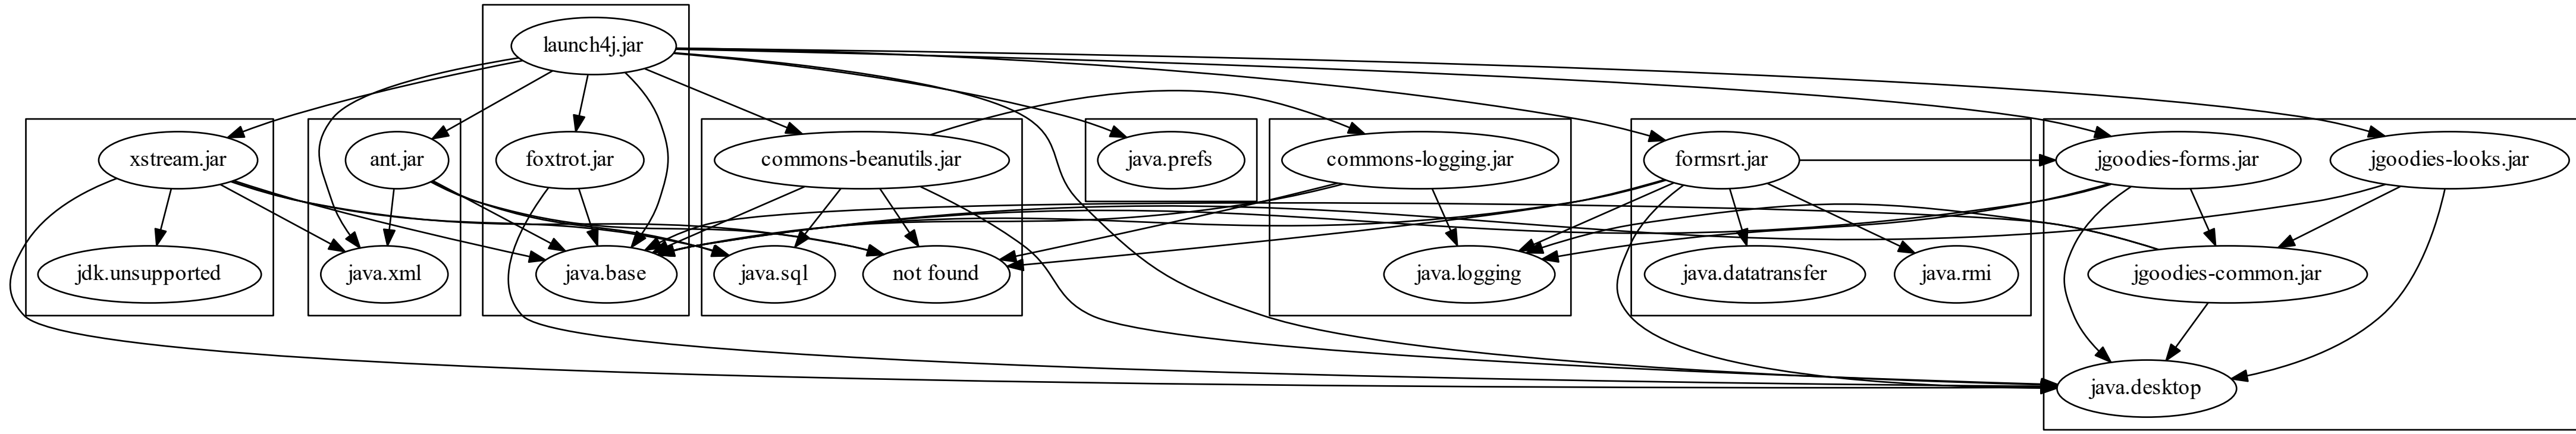 launch4j.jar
xstream.jar
ant.jar
foxtrot.jar
commons-beanutils.jar
java.prefs
commons-logging.jar
formsrt.jar
jgoodies-forms.jar
jgoodies-looks.jar
jdk.unsupported
java.xml
java.base
java.sql
not found
java.logging
java.datatransfer
java.rmi
jgoodies-common.jar
java.desktop